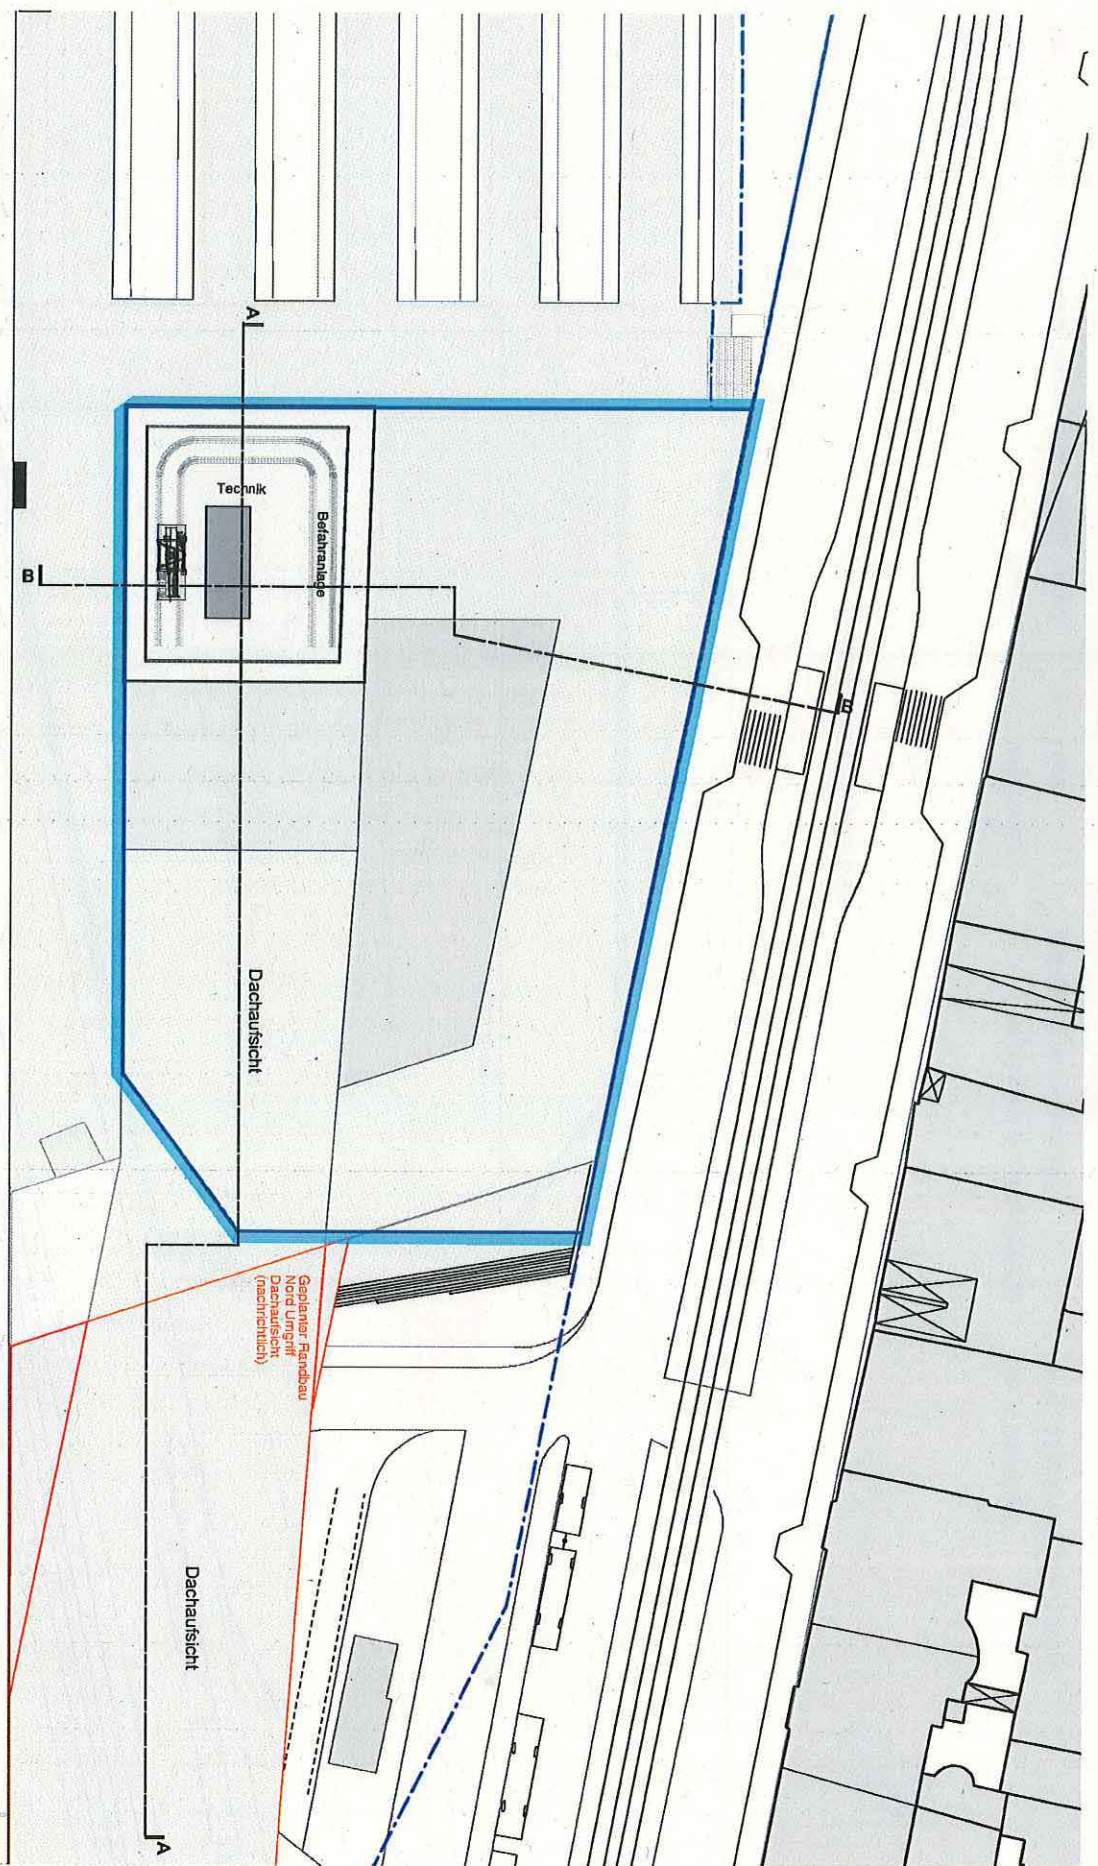 A
Technik
Befahranlage
B
B
Dachaufsicht
Geplanter Randbau
Nord Umgriff
Dachaufsicht
(nachrichtlich)
Dachaufsicht
A